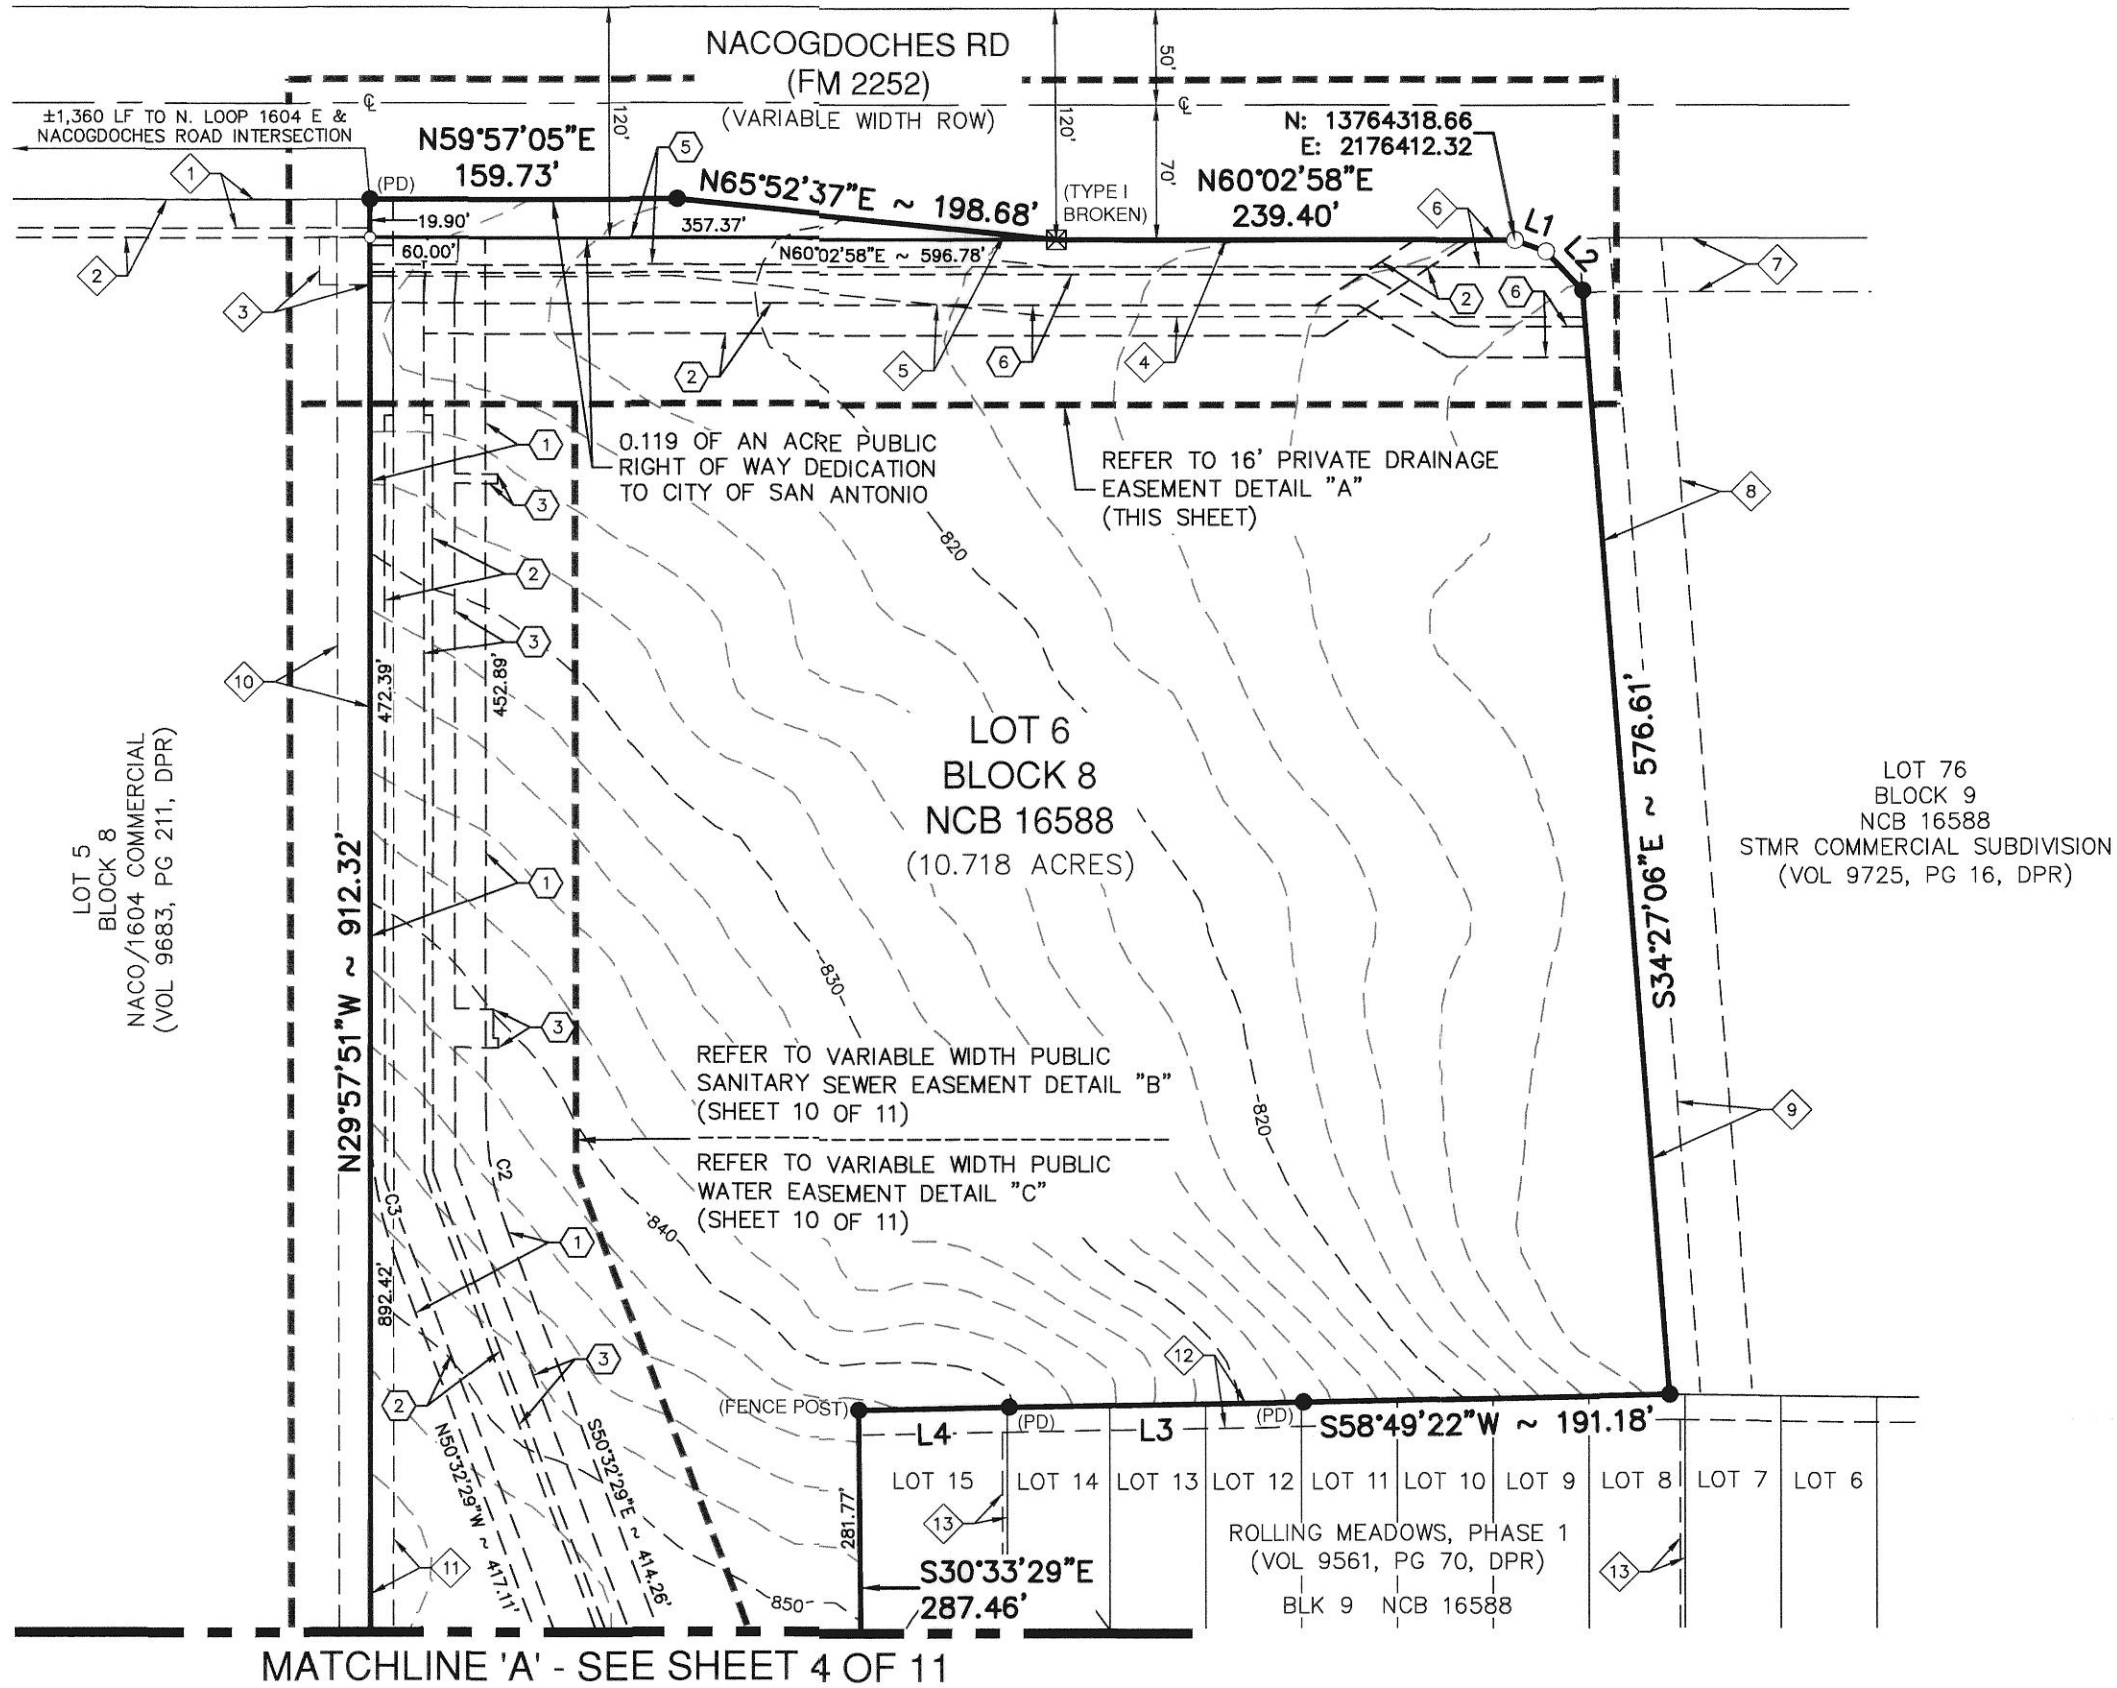 NACOGDOCHES RD
(FM 2252)
(VARIABLE WIDTH ROW)
℄
℄
120'
120'
50'
70'
±1,360 LF TO N. LOOP 1604 E &
NACOGDOCHES ROAD INTERSECTION
N59°57'05"E
159.73'
(PD)
5
N65°52'37"E ~ 198.68'
(TYPE I
BROKEN)
N60°02'58"E
239.40'
N: 13764318.66
E: 2176412.32
6
L1
L2
1
2
3
19.90'
357.37'
60.00'
N60°02'58"E ~ 596.78'
2
6
7
2
5
6
4
0.119 OF AN ACRE PUBLIC
RIGHT OF WAY DEDICATION
TO CITY OF SAN ANTONIO
REFER TO 16' PRIVATE DRAINAGE
EASEMENT DETAIL "A"
(THIS SHEET)
1
3
2
3
8
820
10
472.39'
452.89'
LOT 6
BLOCK 8
NCB 16588
(10.718 ACRES)
S34°27'06"E ~ 576.61'
LOT 76
BLOCK 9
NCB 16588
STMR COMMERCIAL SUBDIVISION
(VOL 9725, PG 16, DPR)
LOT 5
BLOCK 8
NACO/1604 COMMERCIAL
(VOL 9683, PG 211, DPR)
N29°57'51"W ~ 912.32'
1
830
3
REFER TO VARIABLE WIDTH PUBLIC
SANITARY SEWER EASEMENT DETAIL "B"
(SHEET 10 OF 11)
REFER TO VARIABLE WIDTH PUBLIC
WATER EASEMENT DETAIL "C"
(SHEET 10 OF 11)
820
9
C2
C3
840
1
892.42'
3
2
12
(FENCE POST)
(PD)
(PD)
S58°49'22"W ~ 191.18'
L4
L3
LOT 15
LOT 14
LOT 13
LOT 12
LOT 11
LOT 10
LOT 9
LOT 8
LOT 7
LOT 6
N50°32'29"W ~ 417.11'
S50°32'29"E ~ 414.26'
281.77'
13
ROLLING MEADOWS, PHASE 1
(VOL 9561, PG 70, DPR)
BLK 9 NCB 16588
13
11
S30°33'29"E
287.46'
850
MATCHLINE 'A' - SEE SHEET 4 OF 11